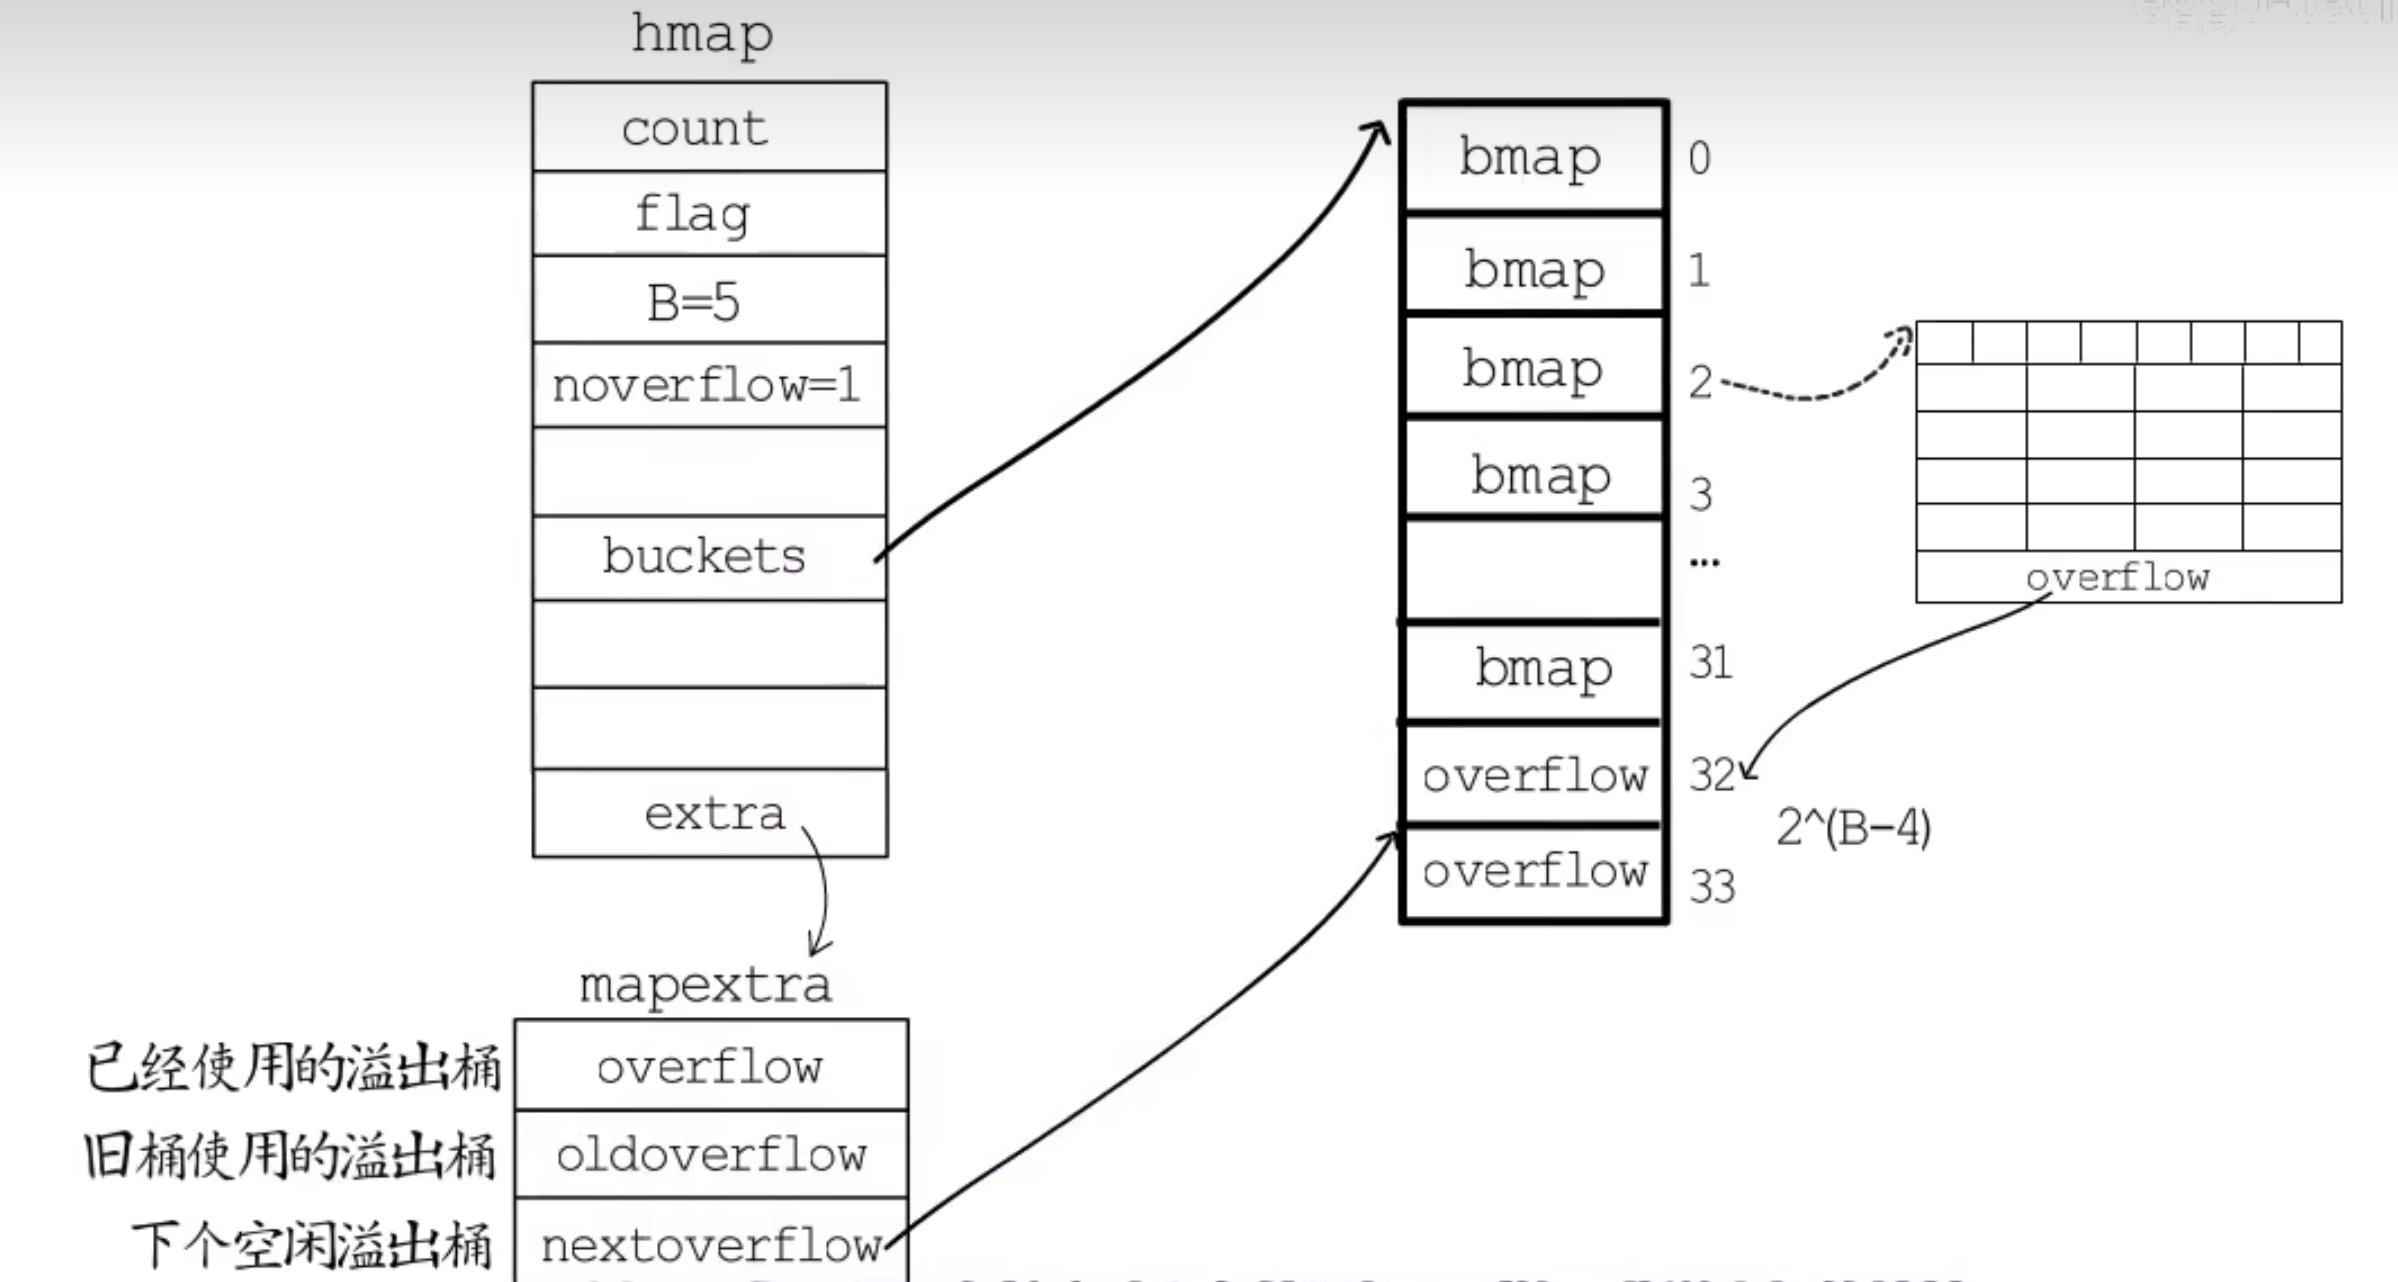 hmap
count
flag
B=5
noverflow=1
buckets
extra
mapextra
已经使用的溢出桶
overflow
旧桶使用的溢出桶
oldoverflow
下个空闲溢出桶
nextoverflow
bmap 0
bmap 1
bmap 2
bmap 3
...
bmap 31
overflow 32
2^(B-4)
overflow 33
overflow